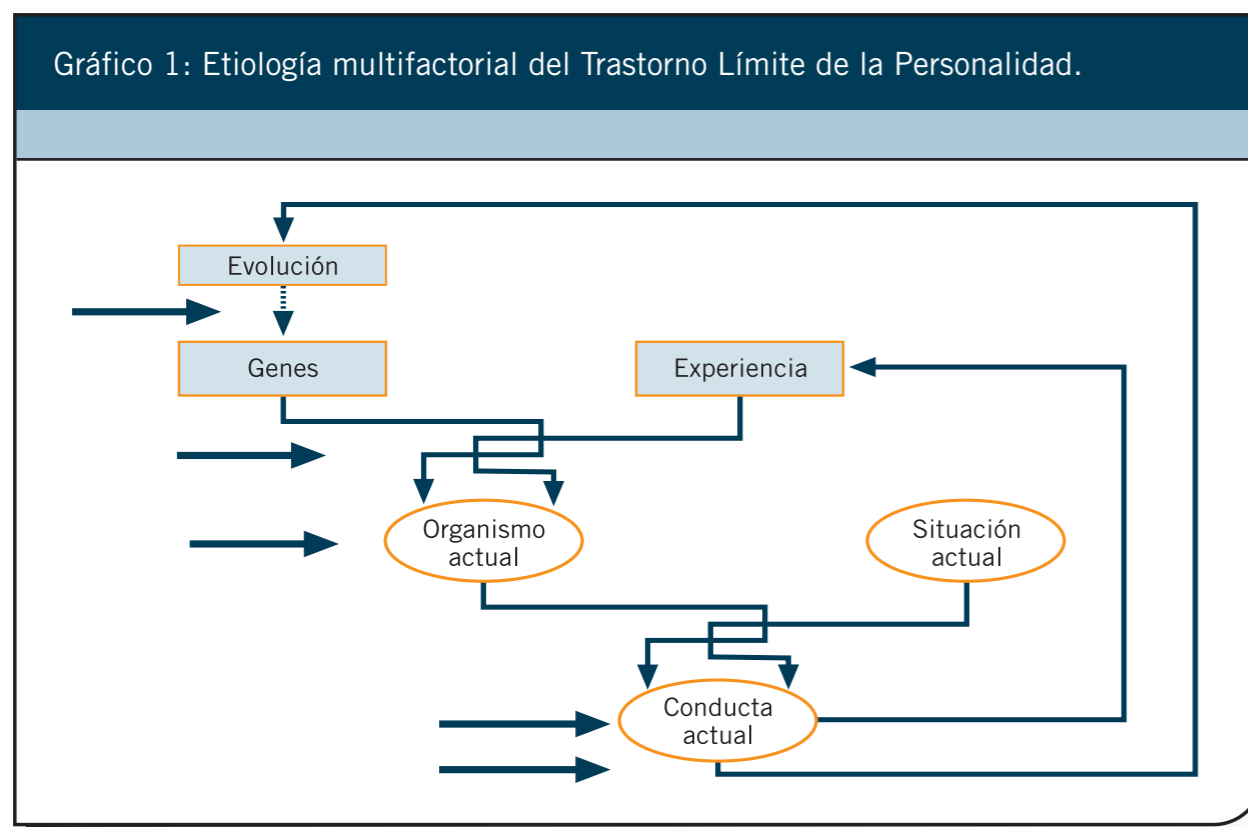 Gráfico 1: Etiología multifactorial del Trastorno Límite de la Personalidad.
Evolución
Genes
Experiencia
Organismo
actual
Situación
actual
Conducta
actual